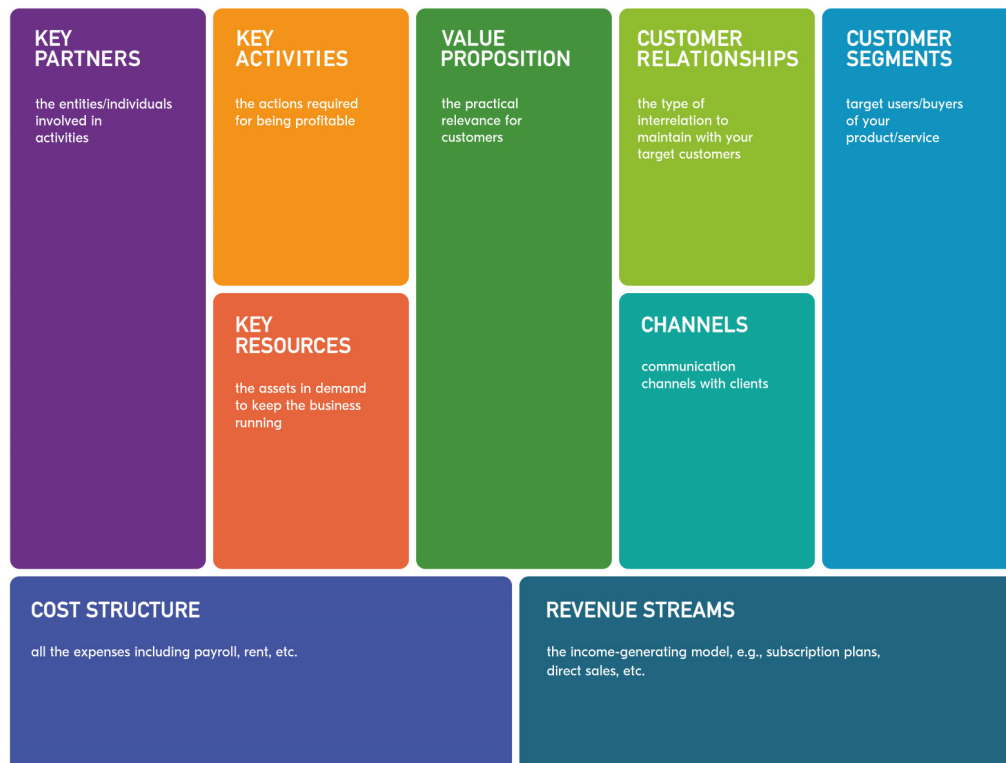 KEY
PARTNERS
the entities/individuals
involved in
activities
KEY
ACTIVITIES
the actions required
for being profitable
KEY
RESOURCES
the assets in demand
to keep the business
running
VALUE
PROPOSITION
the practical
relevance for
customers
CUSTOMER
RELATIONSHIPS
the type of
interrelation to
maintain with your
target customers
CHANNELS
communication
channels with clients
CUSTOMER
SEGMENTS
target users/buyers
of your
product/service
COST STRUCTURE
all the expenses including payroll, rent, etc.
REVENUE STREAMS
the income-generating model, e.g., subscription plans,
direct sales, etc.